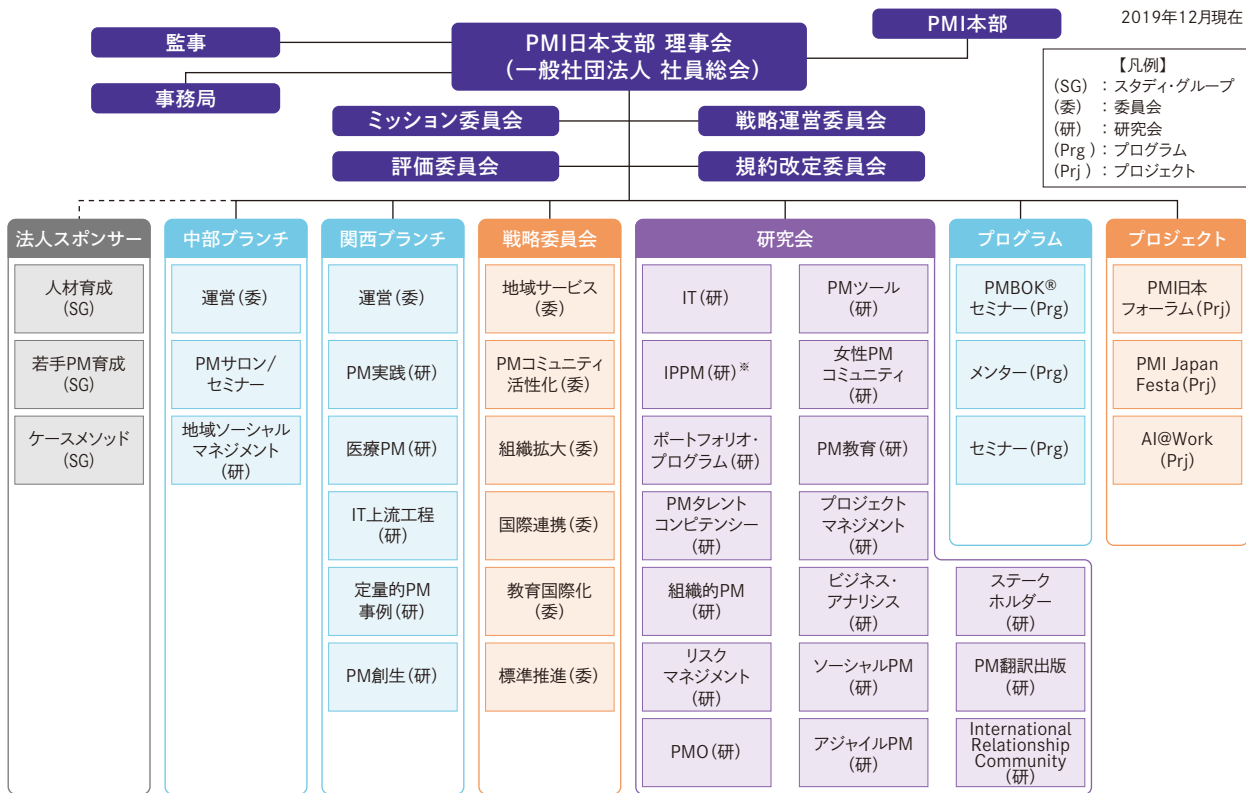 2019年12月現在
PMI本部
監事
PMI日本支部 理事会
(一般社団法人 社員総会)
事務局
【凡例】
(SG) : スタディ・グループ
(委) : 委員会
(研) : 研究会
(Prg) : プログラム
(Prj) : プロジェクト
ミッション委員会
戦略運営委員会
評価委員会
規約改定委員会
法人スポンサー
人材育成
(SG)
若手PM育成
(SG)
ケースメソッド
(SG)
中部ブランチ
運営(委)
PMサロン/
セミナー
地域ソーシャル
マネジメント
(研)
関西ブランチ
運営(委)
PM実践(研)
医療PM(研)
IT上流工程
(研)
定量的PM
事例(研)
PM創生(研)
戦略委員会
地域サービス
(委)
PMコミュニティ
活性化(委)
組織拡大(委)
国際連携(委)
教育国際化
(委)
標準推進(委)
研究会
IT(研)
IPPM(研)※
ポートフォリオ・
プログラム(研)
PMタレント
コンピテンシー
(研)
組織的PM
(研)
リスク
マネジメント
(研)
PMO(研)
PMツール
(研)
女性PM
コミュニティ
(研)
PM教育(研)
プロジェクト
マネジメント
(研)
ビジネス・
アナリシス
(研)
ソーシャルPM
(研)
アジャイルPM
(研)
ステーク
ホルダー
(研)
PM翻訳出版
(研)
International
Relationship
Community
(研)
プログラム
PMBOK®
セミナー(Prg)
メンター(Prg)
セミナー(Prg)
プロジェクト
PMI日本
フォーラム(Prj)
PMI Japan
Festa(Prj)
AI@Work
(Prj)